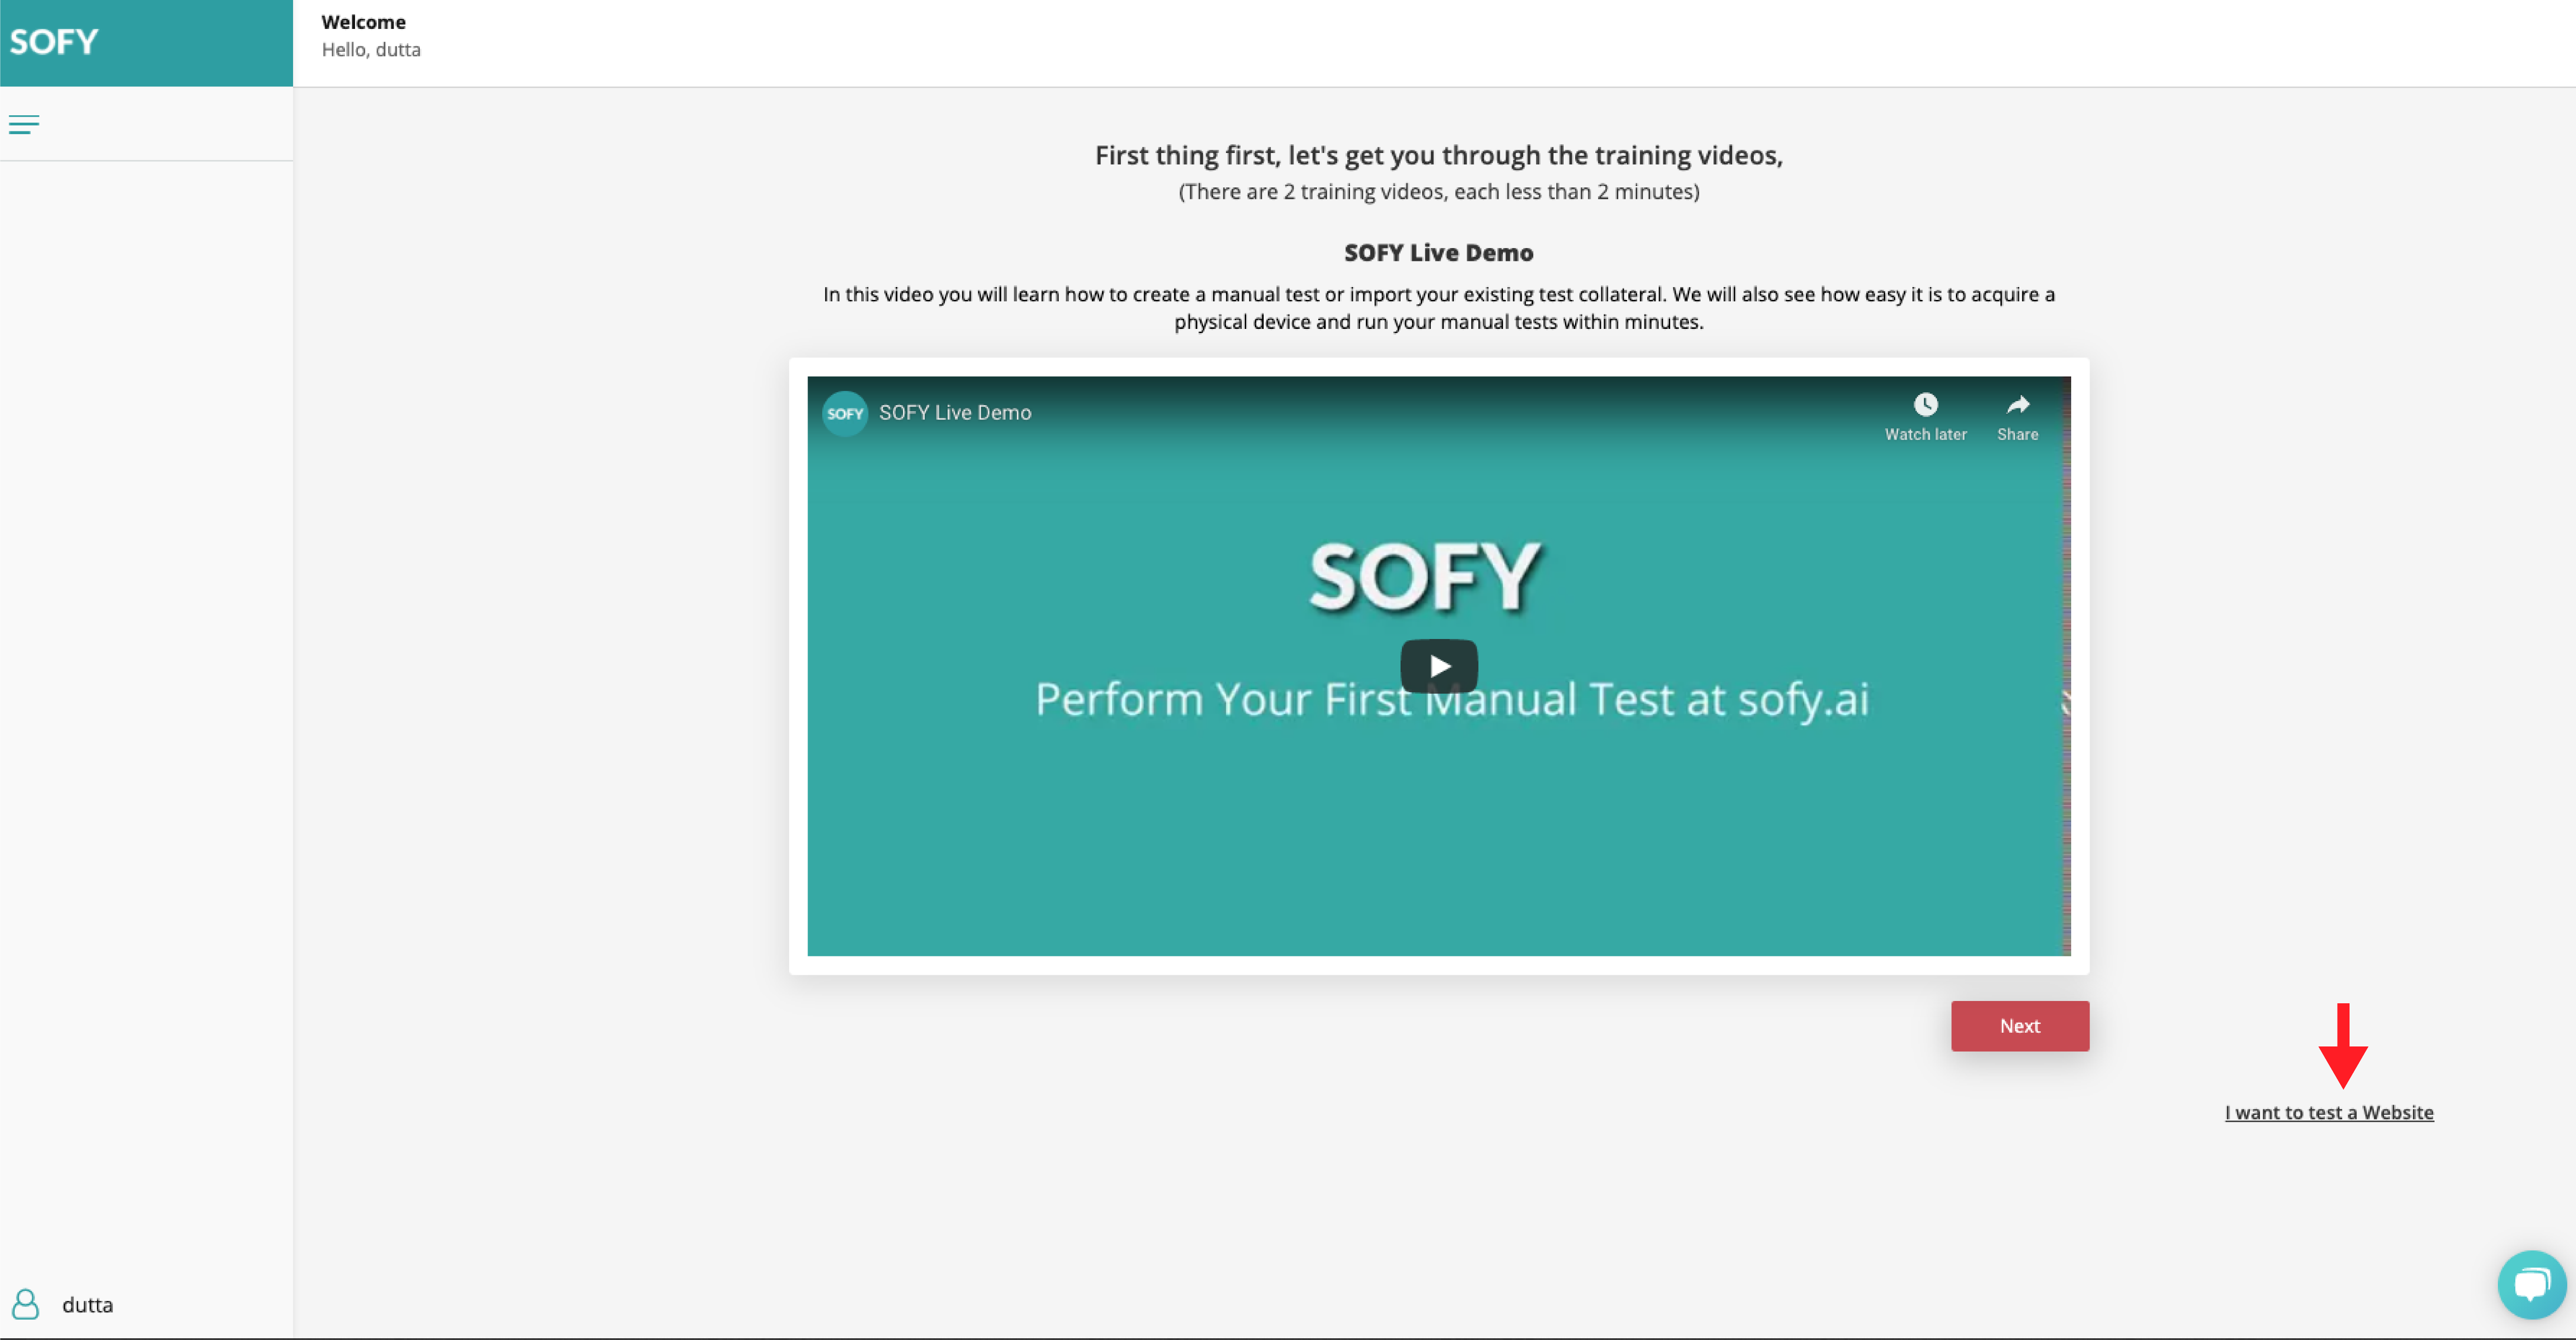 SOFY
Welcome
Hello, dutta
First thing first, let's get you through the training videos,
(There are 2 training videos, each less than 2 minutes)
SOFY Live Demo
In this video you will learn how to create a manual test or import your existing test collateral. We will also see how easy it is to acquire a
physical device and run your manual tests within minutes.
SOFY
SOFY Live Demo
Watch later
Share
SOFY
Perform Your First Manual Test at sofy.ai
Next
I want to test a Website
dutta